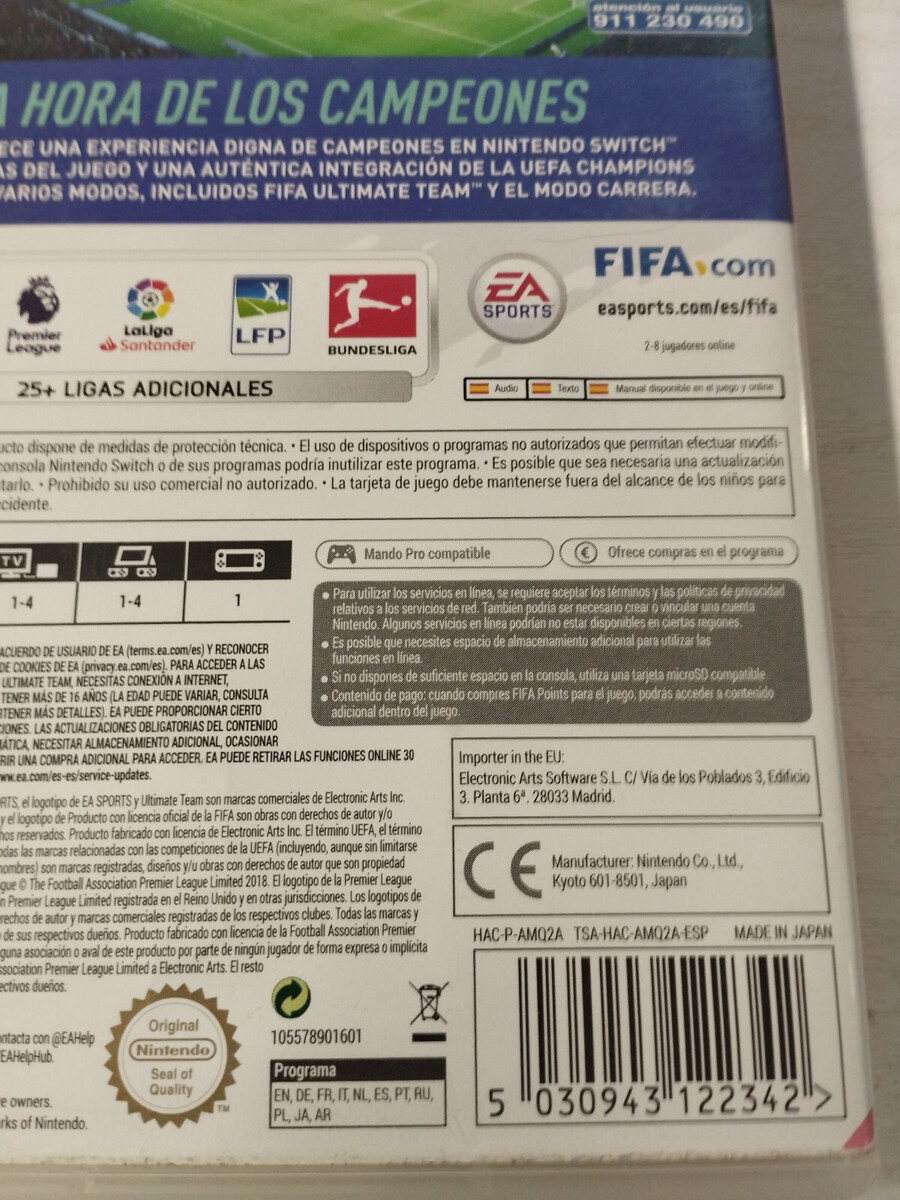 atención al usuario
911 230 490
A HORA DE LOS CAMPEONES
ECE UNA EXPERIENCIA DIGNA DE CAMPEONES EN NINTENDO SWITCH™
AS DEL JUEGO Y UNA AUTÉNTICA INTEGRACIÓN DE LA UEFA CHAMPIONS
VARIOS MODOS, INCLUIDOS FIFA ULTIMATE TEAM™ Y EL MODO CARRERA.
Premier
League
LaLiga
Santander
LFP
BUNDESLIGA
25+ LIGAS ADICIONALES
EA
SPORTS
FIFA.com
easports.com/es/fifa
2-8 jugadores online
Audio
Texto
Manual disponible en el juego y online
ucto dispone de medidas de protección técnica. • El uso de dispositivos o programas no autorizados que permitan efectuar modifi-
consola Nintendo Switch o de sus programas podría inutilizar este programa. • Es posible que sea necesaria una actualización
tarlo. • Prohibido su uso comercial no autorizado. • La tarjeta de juego debe mantenerse fuera del alcance de los niños para
cidente.
TV
1-4
1-4
1
Mando Pro compatible
Ofrece compras en el programa
• Para utilizar los servicios en línea, se requiere aceptar los términos y las políticas de privacidad
relativos a los servicios de red. También podría ser necesario crear o vincular una cuenta
Nintendo. Algunos servicios en línea podrían no estar disponibles en ciertas regiones.
• Es posible que necesites espacio de almacenamiento adicional para utilizar las
funciones en línea.
• Si no dispones de suficiente espacio en la consola, utiliza una tarjeta microSD compatible.
• Contenido de pago: cuando compres FIFA Points para el juego, podrás acceder a contenido
adicional dentro del juego.
ACUERDO DE USUARIO DE EA (terms.ea.com/es) Y RECONOCER
DE COOKIES DE EA (privacy.ea.com/es). PARA ACCEDER A LAS
ULTIMATE TEAM, NECESITAS CONEXIÓN A INTERNET,
TENER MÁS DE 16 AÑOS (LA EDAD PUEDE VARIAR, CONSULTA
BTENER MÁS DETALLES). EA PUEDE PROPORCIONAR CIERTO
IONES. LAS ACTUALIZACIONES OBLIGATORIAS DEL CONTENIDO
ÁTICA, NECESITAR ALMACENAMIENTO ADICIONAL, OCASIONAR
RIR UNA COMPRA ADICIONAL PARA ACCEDER. EA PUEDE RETIRAR LAS FUNCIONES ONLINE 30
ww.ea.com/es-es/service-updates.
RTS, el logotipo de EA SPORTS y Ultimate Team son marcas comerciales de Electronic Arts Inc.
y el logotipo de Producto con licencia oficial de la FIFA son obras con derechos de autor y/o
hos reservados. Producto fabricado con licencia de Electronic Arts Inc. El término UEFA, el término
odas las marcas relacionadas con las competiciones de la UEFA (incluyendo, aunque sin limitarse
nombres) son marcas registradas, diseños y/u obras con derechos de autor que son propiedad
gue © The Football Association Premier League Limited 2018. El logotipo de la Premier League
n Premier League Limited registrada en el Reino Unido y en otras jurisdicciones. Los logotipos de
rechos de autor y marcas comerciales registradas de los respectivos clubes. Todas las marcas y
de sus respectivos dueños. Producto fabricado con licencia de la Football Association Premier
guna asociación o aval de este producto por parte de ningún jugador de forma expresa o implícita
ssociation Premier League Limited a Electronic Arts. El resto
ectivos dueños.
Importer in the EU:
Electronic Arts Software S.L. C/ Vía de los Poblados 3, Edificio
3. Planta 6ª. 28033 Madrid.
CE
Manufacturer: Nintendo Co., Ltd.,
Kyoto 601-8501, Japan
HAC-P-AMQ2A TSA-HAC-AMQ2A-ESP MADE IN JAPAN
ontacta con @EAHelp
EAHelpHub.
e owners.
rks of Nintendo.
Original
Nintendo
Seal of
Quality
TM
105578901601
Programa
EN, DE, FR, IT, NL, ES, PT, RU,
PL, JA, AR
5 030943 122342 >